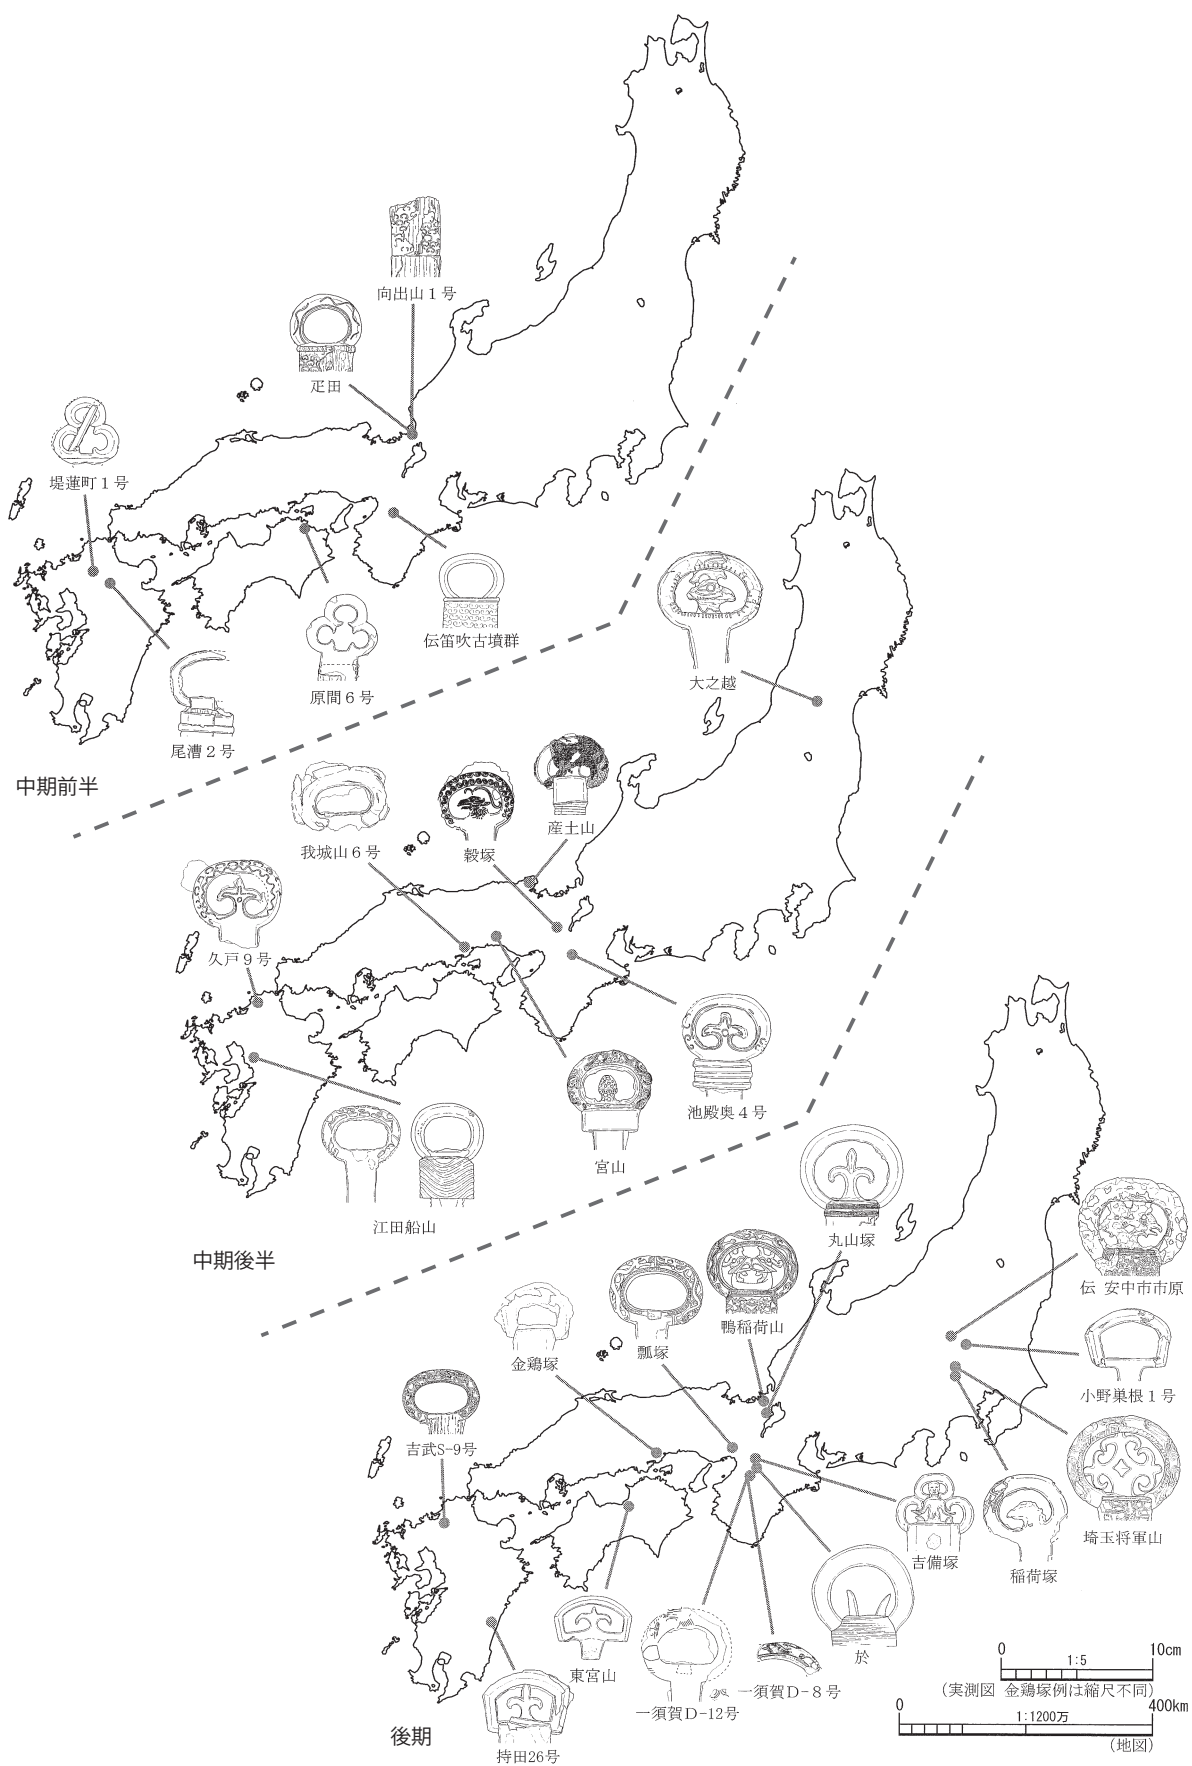 向出山１号
疋田
堤蓮町１号
伝笛吹古墳群
原間６号
尾漕２号
中期前半
大之越
産土山
穀塚
我城山６号
久戸９号
池殿奥４号
宮山
江田船山
中期後半
丸山塚
伝 安中市市原
鴨稲荷山
瓢塚
金鶏塚
小野巣根１号
吉武S-9号
埼玉将軍山
吉備塚
稲荷塚
於
東宮山
一須賀D-８号
一須賀D-12号
後期
持田26号
0 10cm
1:5
(実測図 金鶏塚例は縮尺不同)
0 400km
1:1200万
(地図)